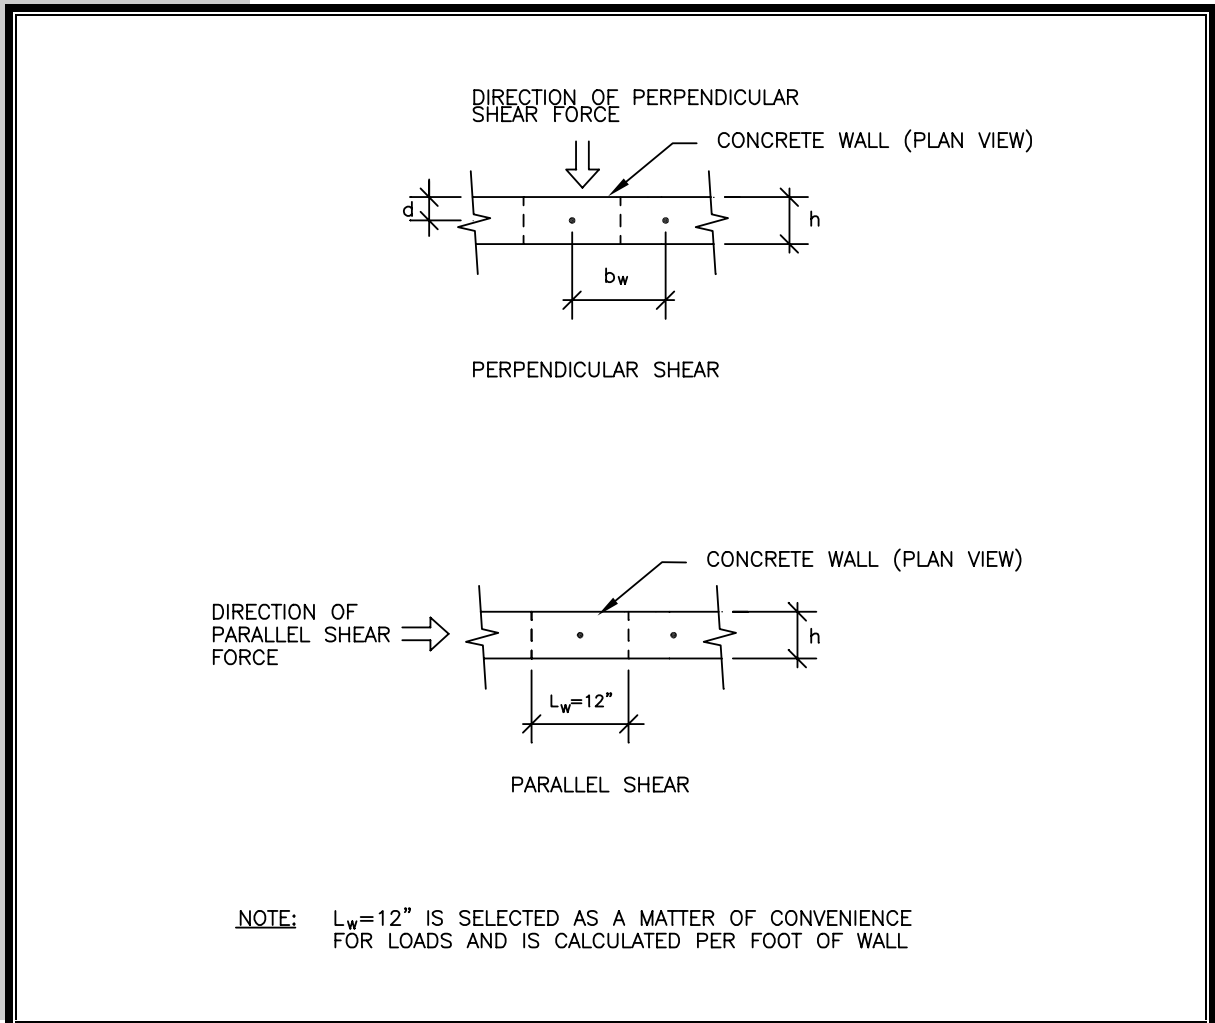 DIRECTION OF PERPENDICULAR
SHEAR FORCE
CONCRETE WALL (PLAN VIEW)
d
h
bw
PERPENDICULAR SHEAR
CONCRETE WALL (PLAN VIEW)
DIRECTION OF
PARALLEL SHEAR
FORCE
h
Lw=12”
PARALLEL SHEAR
NOTE: Lw=12” IS SELECTED AS A MATTER OF CONVENIENCE
FOR LOADS AND IS CALCULATED PER FOOT OF WALL